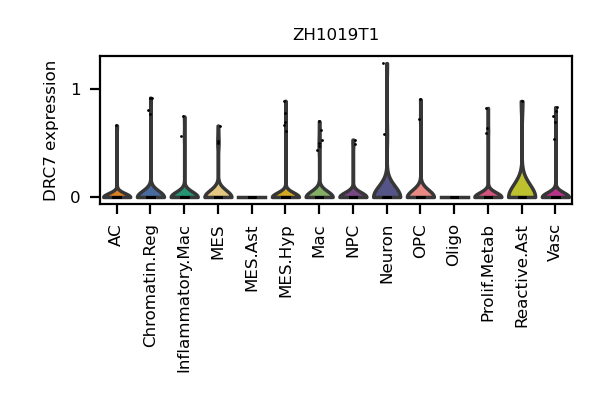 ZH1019T1
DRC7 expression
1
0
AC
Chromatin.Reg
Inflammatory.Mac
MES
MES.Ast
MES.Hyp
Mac
NPC
Neuron
OPC
Oligo
Prolif.Metab
Reactive.Ast
Vasc